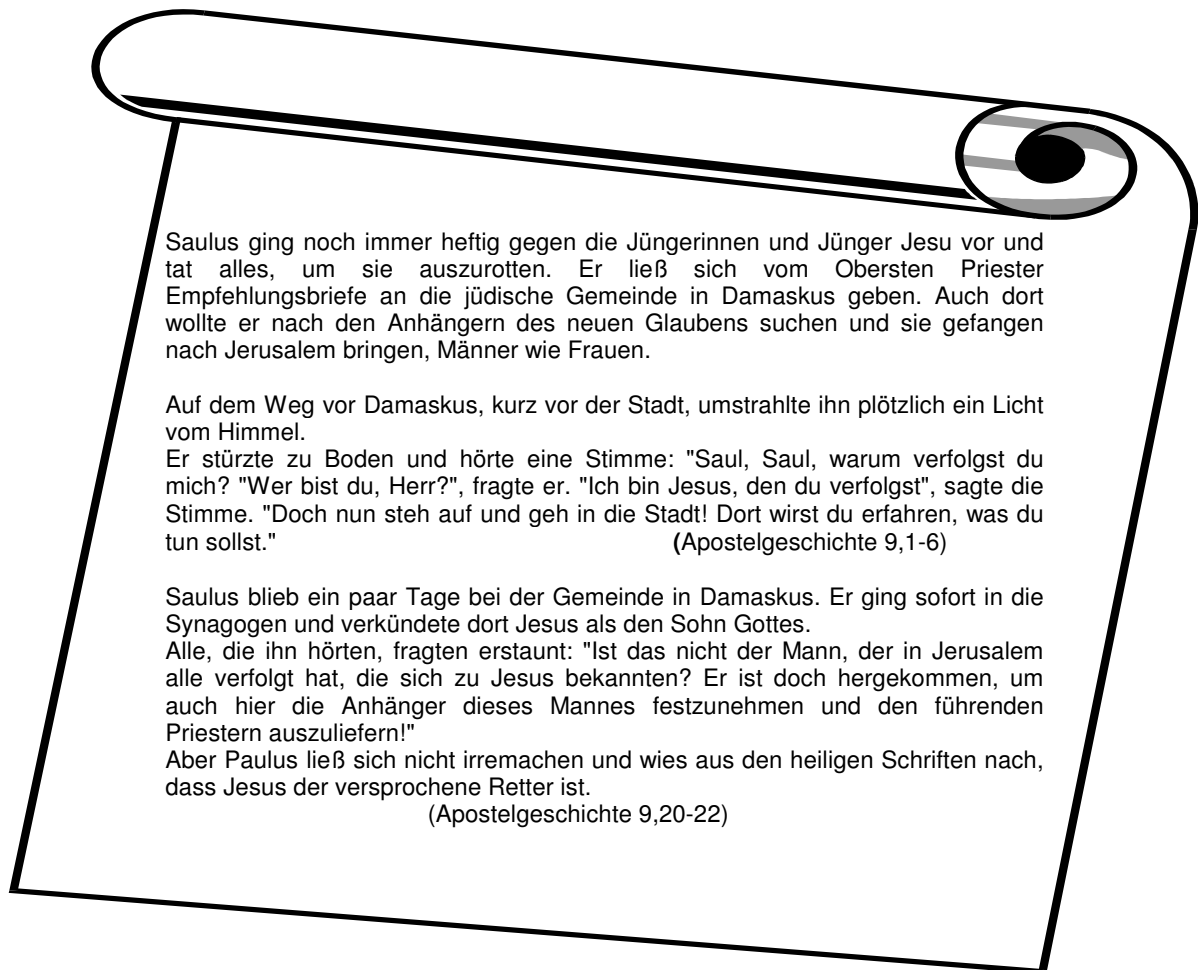 Saulus ging noch immer heftig gegen die Jüngerinnen und Jünger Jesu vor und
tat alles, um sie auszurotten. Er ließ sich vom Obersten Priester
Empfehlungsbriefe an die jüdische Gemeinde in Damaskus geben. Auch dort
wollte er nach den Anhängern des neuen Glaubens suchen und sie gefangen
nach Jerusalem bringen, Männer wie Frauen.
Auf dem Weg vor Damaskus, kurz vor der Stadt, umstrahlte ihn plötzlich ein Licht
vom Himmel.
Er stürzte zu Boden und hörte eine Stimme: "Saul, Saul, warum verfolgst du
mich? "Wer bist du, Herr?", fragte er. "Ich bin Jesus, den du verfolgst", sagte die
Stimme. "Doch nun steh auf und geh in die Stadt! Dort wirst du erfahren, was du
tun sollst." (Apostelgeschichte 9,1-6)
Saulus blieb ein paar Tage bei der Gemeinde in Damaskus. Er ging sofort in die
Synagogen und verkündete dort Jesus als den Sohn Gottes.
Alle, die ihn hörten, fragten erstaunt: "Ist das nicht der Mann, der in Jerusalem
alle verfolgt hat, die sich zu Jesus bekannten? Er ist doch hergekommen, um
auch hier die Anhänger dieses Mannes festzunehmen und den führenden
Priestern auszuliefern!"
Aber Paulus ließ sich nicht irremachen und wies aus den heiligen Schriften nach,
dass Jesus der versprochene Retter ist.
(Apostelgeschichte 9,20-22)